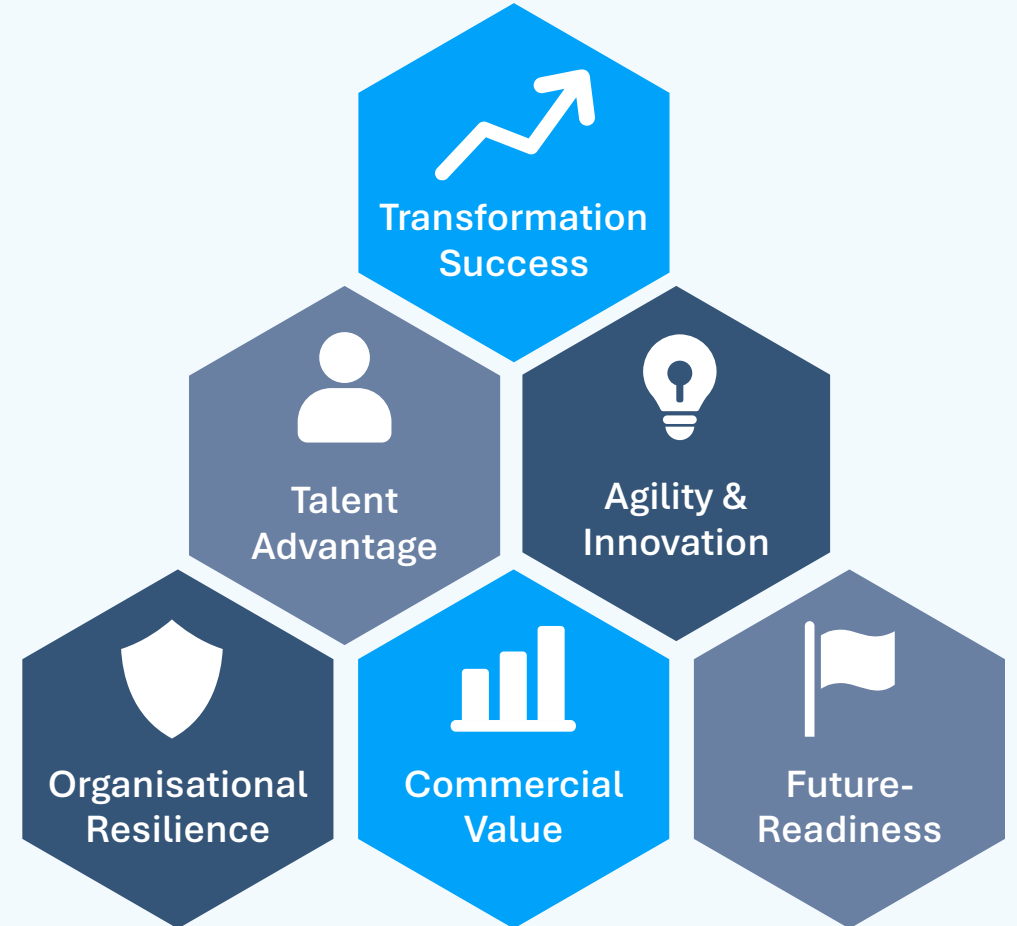 Transformation
Success
Talent
Advantage
Agility &
Innovation
Organisational
Resilience
Commercial
Value
Future-
Readiness